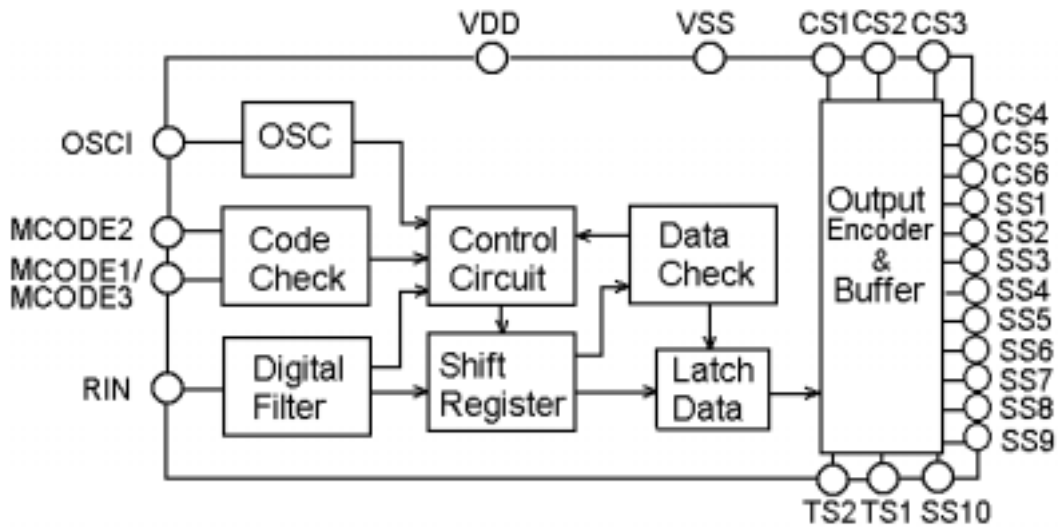 VDD
VSS
CS1
CS2
CS3
OSCI
OSC
CS4
CS5
CS6
SS1
SS2
SS3
SS4
SS5
SS6
SS7
SS8
SS9
MCODE2
MCODE1/
MCODE3
Code
Check
Control
Circuit
Data
Check
Output
Encoder
&
Buffer
RIN
Digital
Filter
Shift
Register
Latch
Data
TS2
TS1
SS10